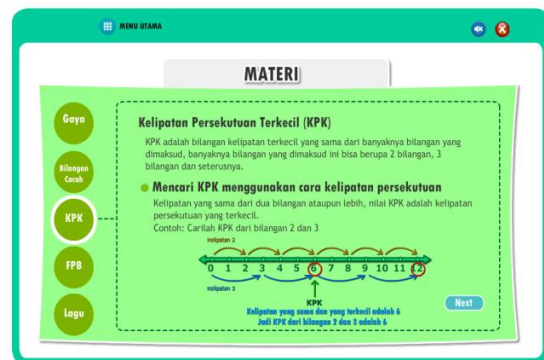 MENU UTAMA
MATERI
Gaya
Bilangan
Cacah
KPK
FPB
Lagu
Kelipatan Persekutuan Terkecil (KPK)
KPK adalah bilangan kelipatan terkecil yang sama dari banyaknya bilangan yang
dimaksud, banyaknya bilangan yang dimaksud ini bisa berupa 2 bilangan, 3
bilangan dan seterusnya.
Mencari KPK menggunakan cara kelipatan persekutuan
Kelipatan yang sama dari dua bilangan ataupun lebih, nilai KPK adalah kelipatan
persekutuan yang terkecil.
Contoh: Carilah KPK dari bilangan 2 dan 3
Kelipatan 2
0 1 2 3 4 5 6 7 8 9 10 11 12
Kelipatan 3
KPK
Kelipatan yang sama dan yang terkecil adalah 6
Jadi KPK dari bilangan 2 dan 3 adalah 6
Next